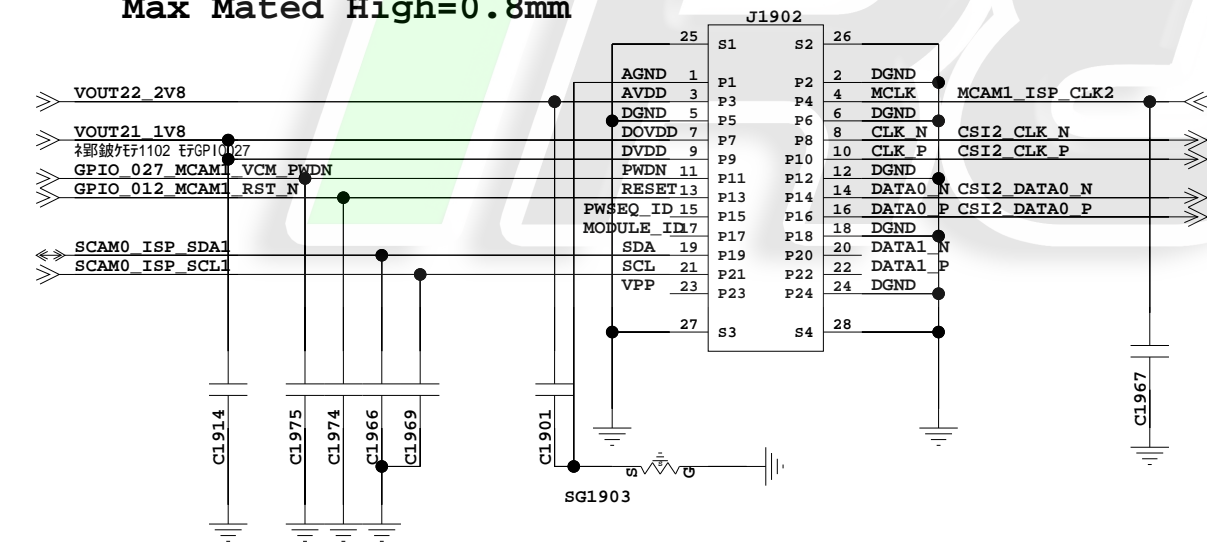 Max Mated High=0.8mm
J1902
25 S1 S2 26
AGND 1 P1 P2 2 DGND
VOUT22_2V8 AVDD 3 P3 P4 4 MCLK MCAM1_ISP_CLK2
DGND 5 P5 P6 6 DGND
VOUT21_1V8 DOVDD 7 P7 P8 8 CLK_N CSI2_CLK_N
DVDD 9 P9 P10 10 CLK_P CSI2_CLK_P
GPIO_027_MCAM1_VCM_PWDN PWDN 11 P11 P12 12 DGND
GPIO_012_MCAM1_RST_N RESET 13 P13 P14 14 DATA0_N CSI2_DATA0_N
PWSEQ_ID 15 P15 P16 16 DATA0_P CSI2_DATA0_P
MODULE_ID 17 P17 P18 18 DGND
SCAM0_ISP_SDA1 SDA 19 P19 P20 20 DATA1_N
SCAM0_ISP_SCL1 SCL 21 P21 P22 22 DATA1_P
VPP 23 P23 P24 24 DGND
27 S3 S4 28
C1914 C1975 C1974 C1966 C1969 C1901 C1967
S S G
SG1903